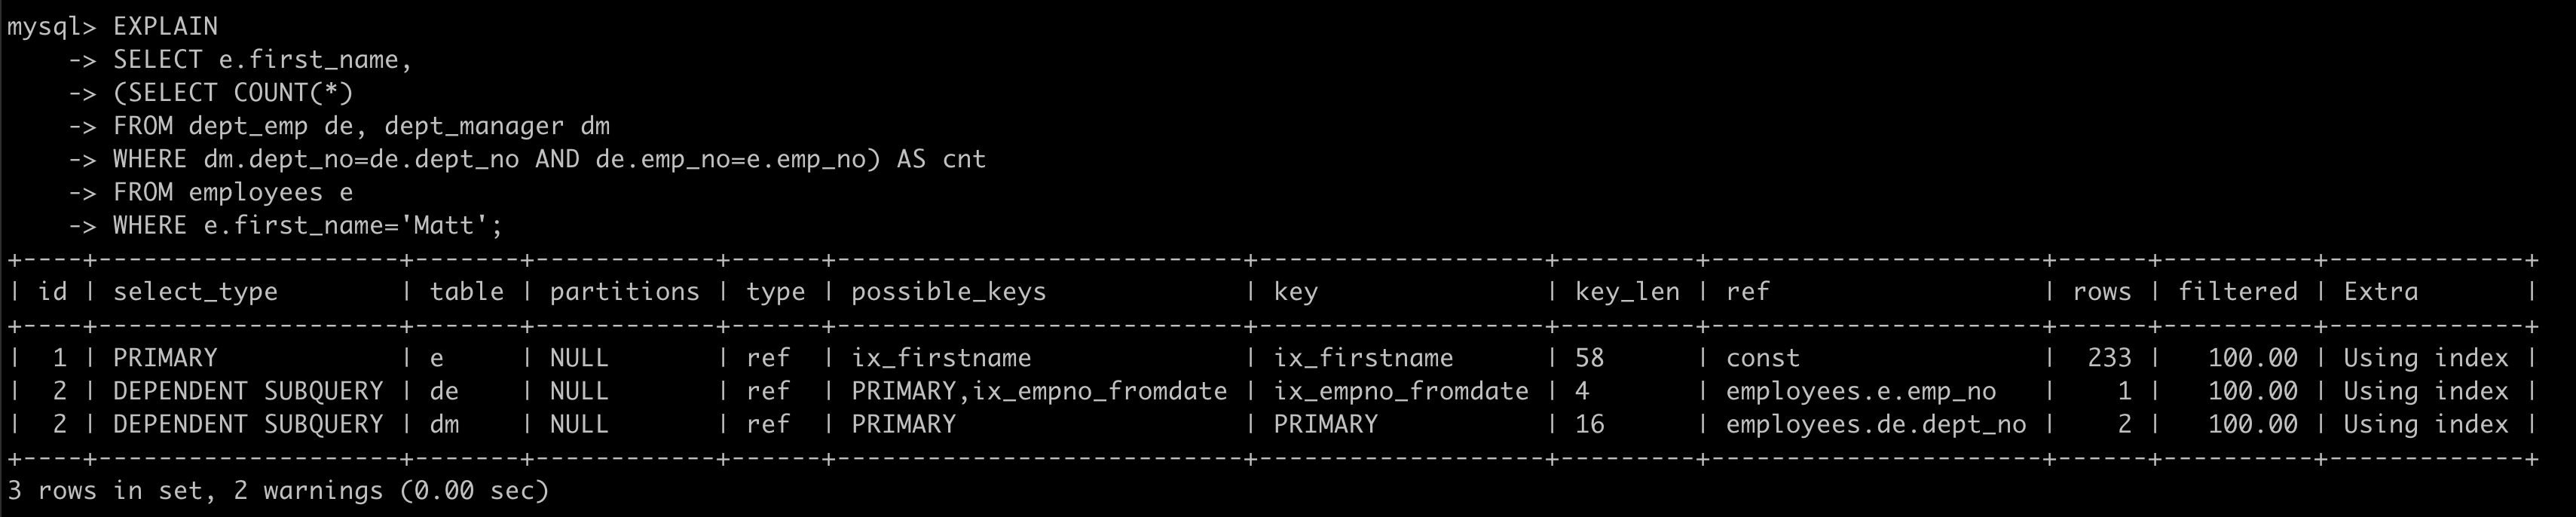 mysql> EXPLAIN
    -> SELECT e.first_name,
    -> (SELECT COUNT(*)
    -> FROM dept_emp de, dept_manager dm
    -> WHERE dm.dept_no=de.dept_no AND de.emp_no=e.emp_no) AS cnt
    -> FROM employees e
    -> WHERE e.first_name='Matt';
+----+--------------------+-------+------------+------+---------------------------+-------------------+---------+----------------------+------+----------+-------------+
| id | select_type        | table | partitions | type | possible_keys             | key               | key_len | ref                  | rows | filtered | Extra       |
+----+--------------------+-------+------------+------+---------------------------+-------------------+---------+----------------------+------+----------+-------------+
|  1 | PRIMARY            | e     | NULL       | ref  | ix_firstname              | ix_firstname      | 58      | const                |  233 |   100.00 | Using index |
|  2 | DEPENDENT SUBQUERY | de    | NULL       | ref  | PRIMARY,ix_empno_fromdate | ix_empno_fromdate | 4       | employees.e.emp_no   |    1 |   100.00 | Using index |
|  2 | DEPENDENT SUBQUERY | dm    | NULL       | ref  | PRIMARY                   | PRIMARY           | 16      | employees.de.dept_no |    2 |   100.00 | Using index |
+----+--------------------+-------+------------+------+---------------------------+-------------------+---------+----------------------+------+----------+-------------+
3 rows in set, 2 warnings (0.00 sec)